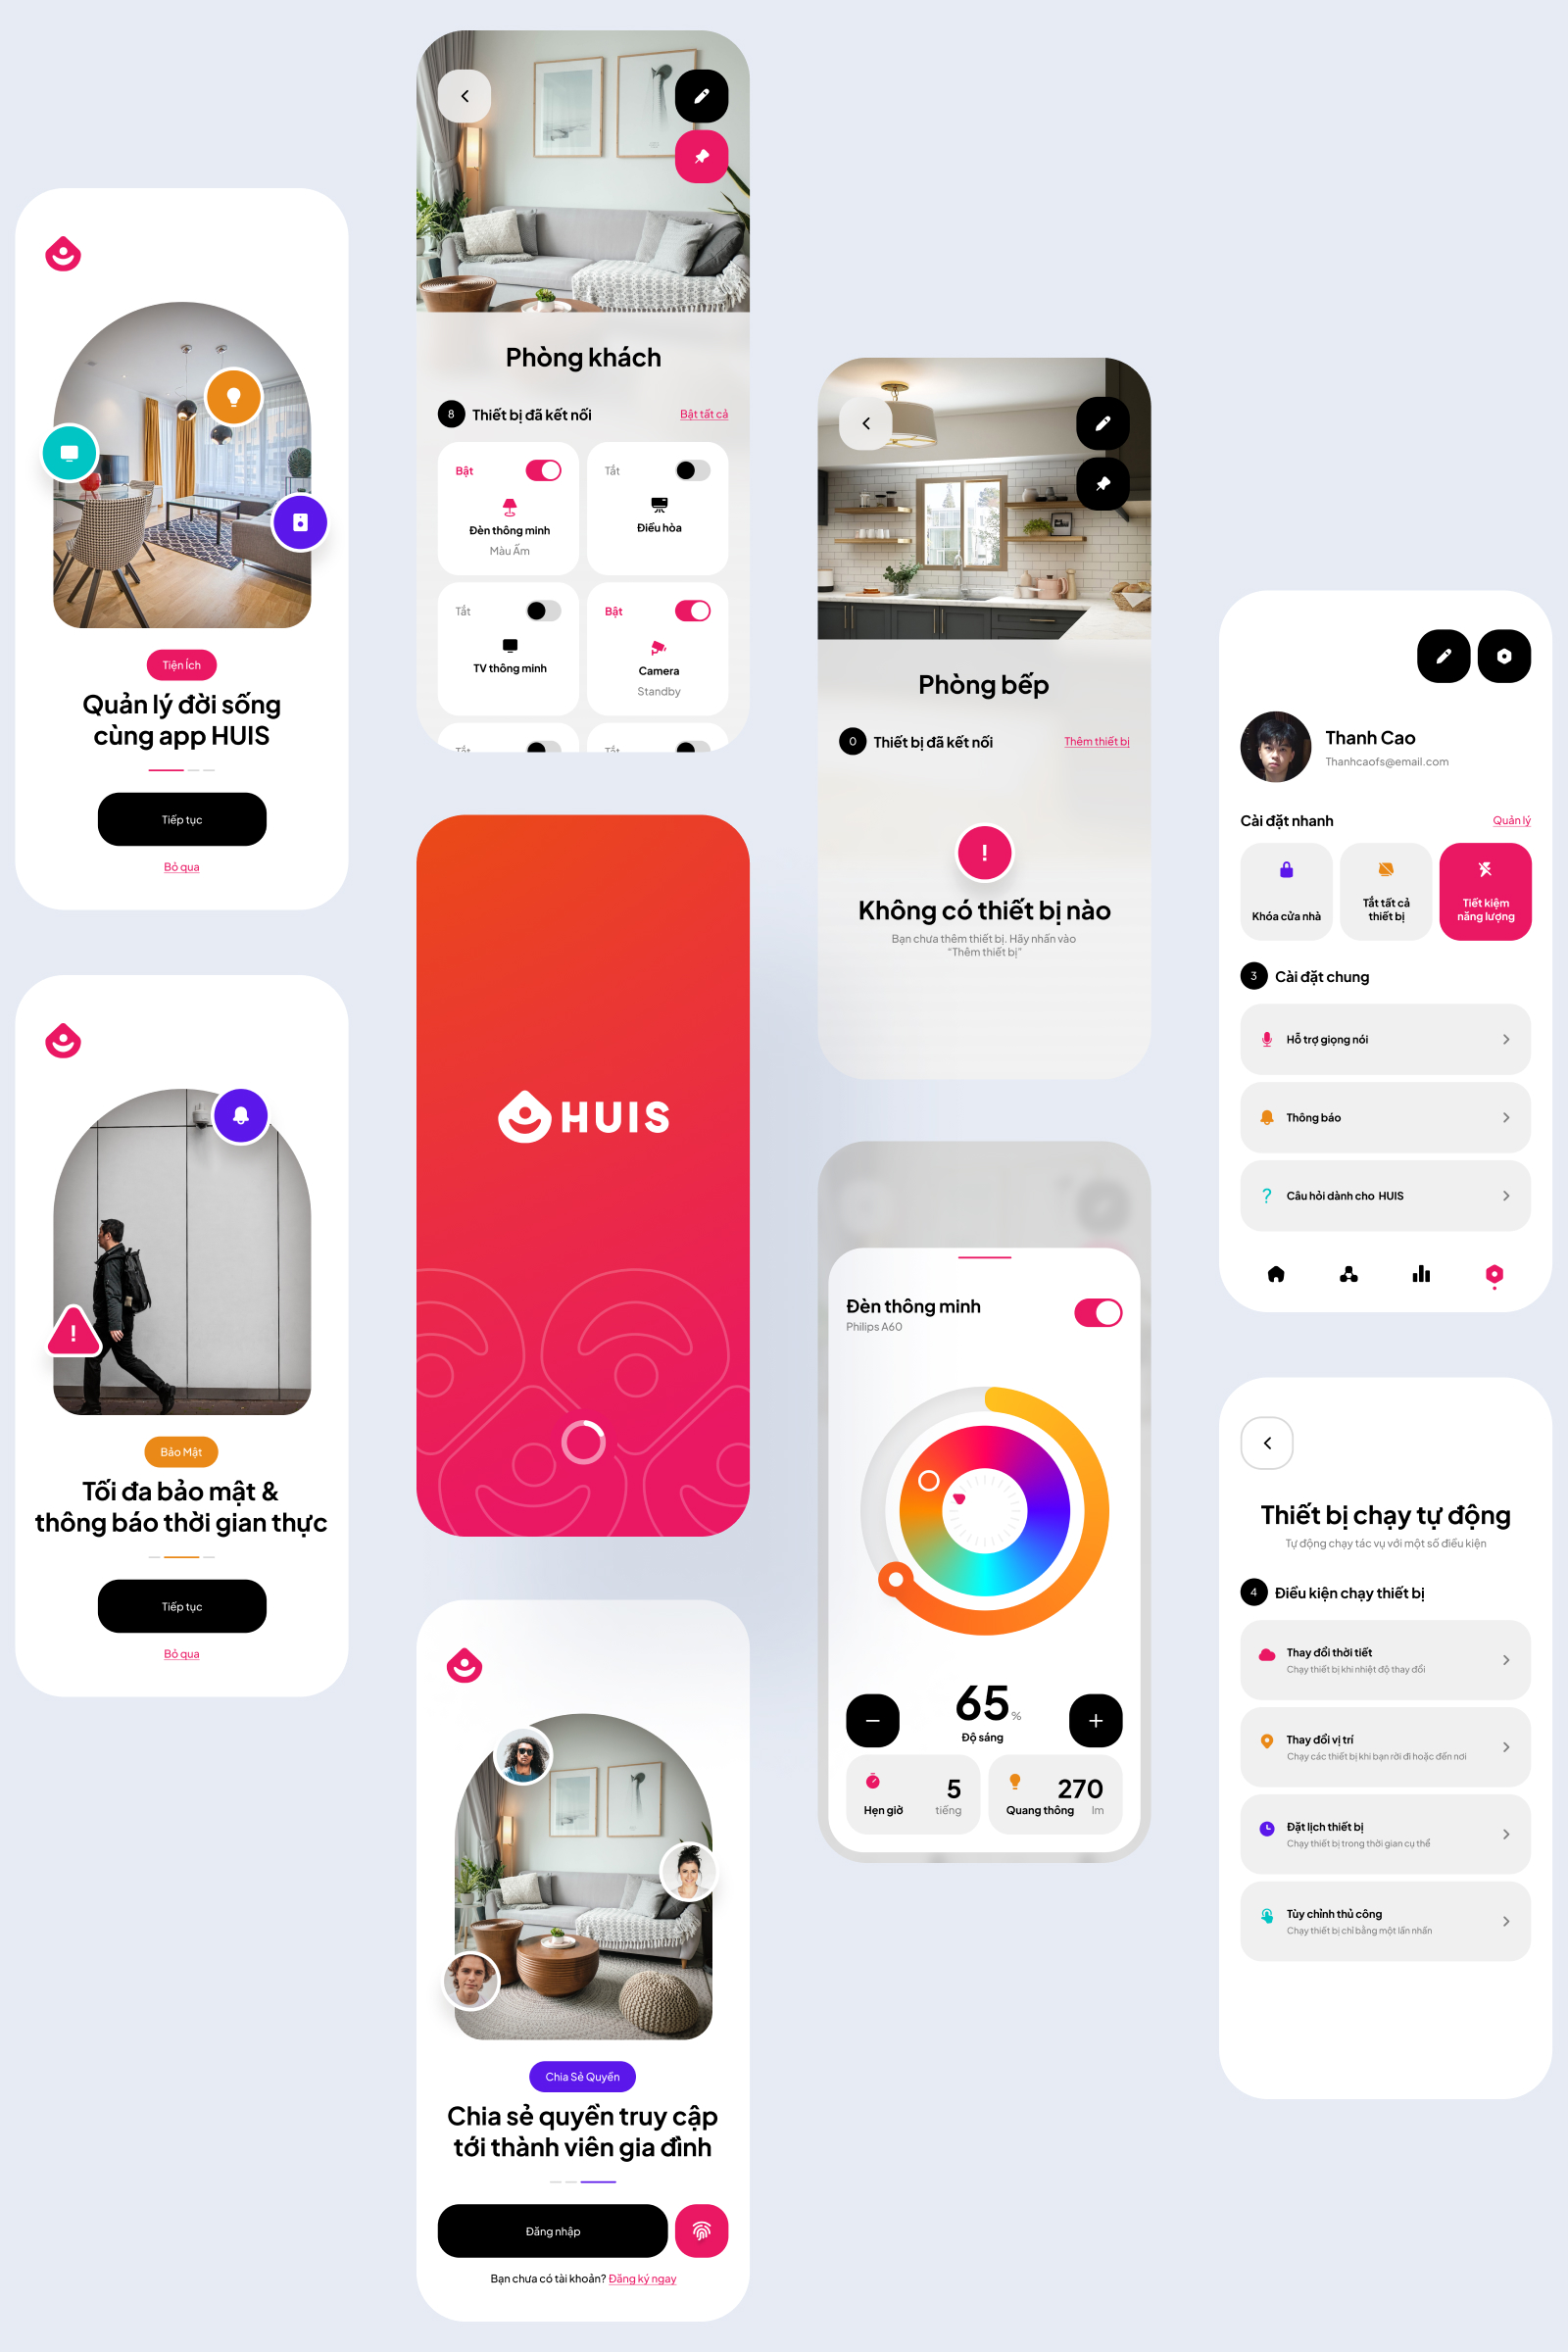 Tiện Ích
Quản lý đời sống
cùng app HUIS
Tiếp tục
Bỏ qua
Bảo Mật
Tối đa bảo mật &
thông báo thời gian thực
Tiếp tục
Bỏ qua
Phòng khách
8 Thiết bị đã kết nối Bật tất cả
Bật Tắt
Đèn thông minh Điều hòa
Màu Ấm
Tắt Bật
TV thông minh Camera
Standby
Tắt Tắt
HUIS
Chia Sẻ Quyền
Chia sẻ quyền truy cập
tới thành viên gia đình
Đăng nhập
Bạn chưa có tài khoản? Đăng ký ngay
Phòng bếp
0 Thiết bị đã kết nối Thêm thiết bị
!
Không có thiết bị nào
Bạn chưa thêm thiết bị. Hãy nhấn vào
"Thêm thiết bị"
Đèn thông minh
Philips A60
65 %
Độ sáng
5 270
Hẹn giờ tiếng Quang thông lm
Thanh Cao
Thanhcaofs@email.com
Cài đặt nhanh Quản lý
Khóa cửa nhà
Tắt tất cả
thiết bị
Tiết kiệm
năng lượng
3 Cài đặt chung
Hỗ trợ giọng nói
Thông báo
Câu hỏi dành cho HUIS
Thiết bị chạy tự động
Tự động chạy tác vụ với một số điều kiện
4 Điều kiện chạy thiết bị
Thay đổi thời tiết
Chạy thiết bị khi nhiệt độ thay đổi
Thay đổi vị trí
Chạy các thiết bị khi bạn rời đi hoặc đến nơi
Đặt lịch thiết bị
Chạy thiết bị trong thời gian cụ thể
Tùy chỉnh thủ công
Chạy thiết bị chỉ bằng một lần nhấn